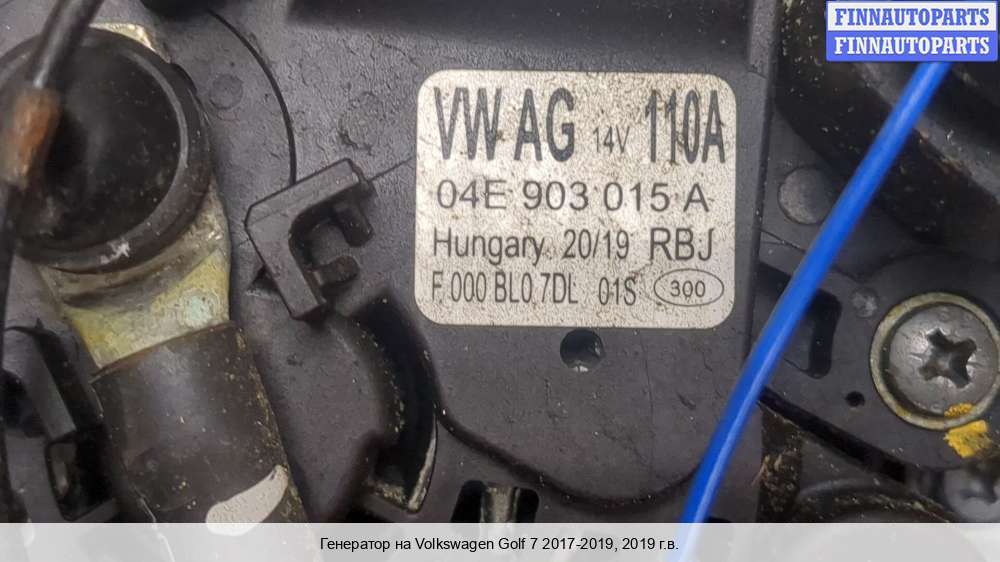 FINNAUTOPARTS
FINNAUTOPARTS
VW AG 14V 110A
04E 903 015 A
Hungary 20/19 RBJ
F 000 BL0 7DL 01S 300
Генератор на Volkswagen Golf 7 2017-2019, 2019 г.в.